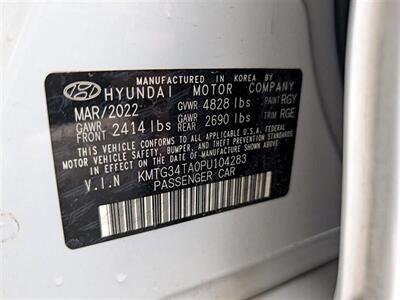 MANUFACTURED IN KOREA BY
HYUNDAI MOTOR COMPANY
MAR/2022 GVWR 4828 lbs PAINT RGY
GAWR FRONT 2414 lbs GAWR REAR 2690 lbs TRIM RGE
THIS VEHICLE CONFORMS TO ALL APPLICABLE U.S.A. FEDERAL
MOTOR VEHICLE SAFETY, BUMPER, AND THEFT PREVENTION STANDARDS
IN EFFECT ON THE DATE OF MANUFACTURE SHOWN ABOVE.
V.I.N KMTG34TA0PU104283
PASSENGER CAR